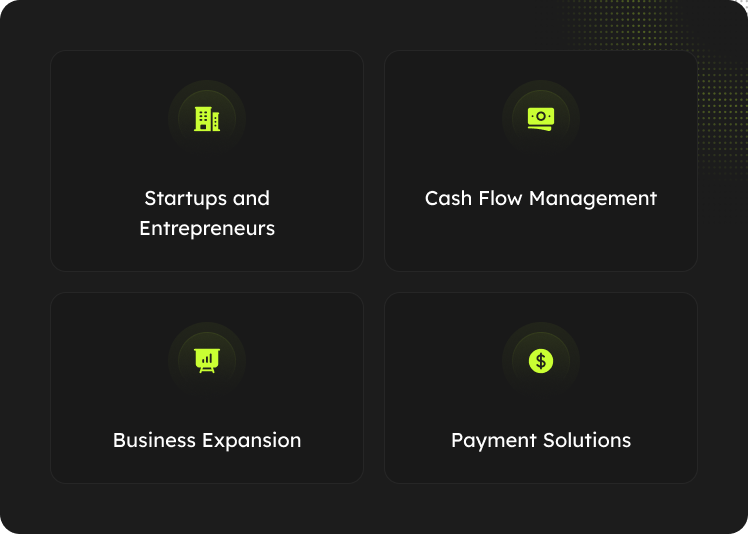 Startups and
Entrepreneurs
Cash Flow Management
Business Expansion
Payment Solutions